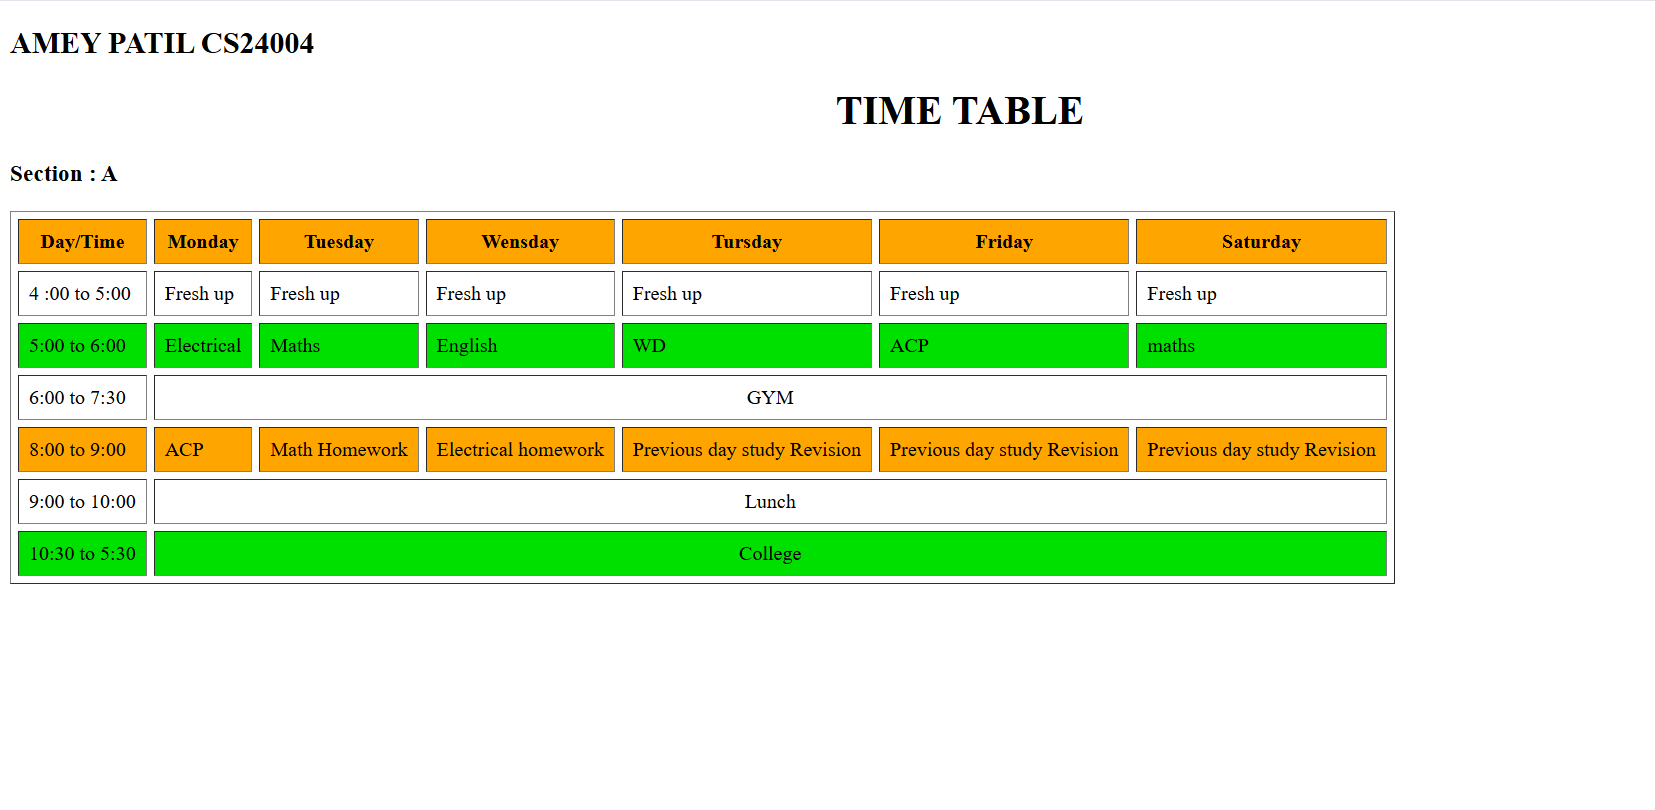 AMEY PATIL CS24004
TIME TABLE
Section : A
Day/Time Monday Tuesday Wensday Tursday Friday Saturday
4 :00 to 5:00 Fresh up Fresh up Fresh up Fresh up Fresh up Fresh up
5:00 to 6:00 Electrical Maths English WD ACP maths
6:00 to 7:30 GYM
8:00 to 9:00 ACP Math Homework Electrical homework Previous day study Revision Previous day study Revision Previous day study Revision
9:00 to 10:00 Lunch
10:30 to 5:30 College